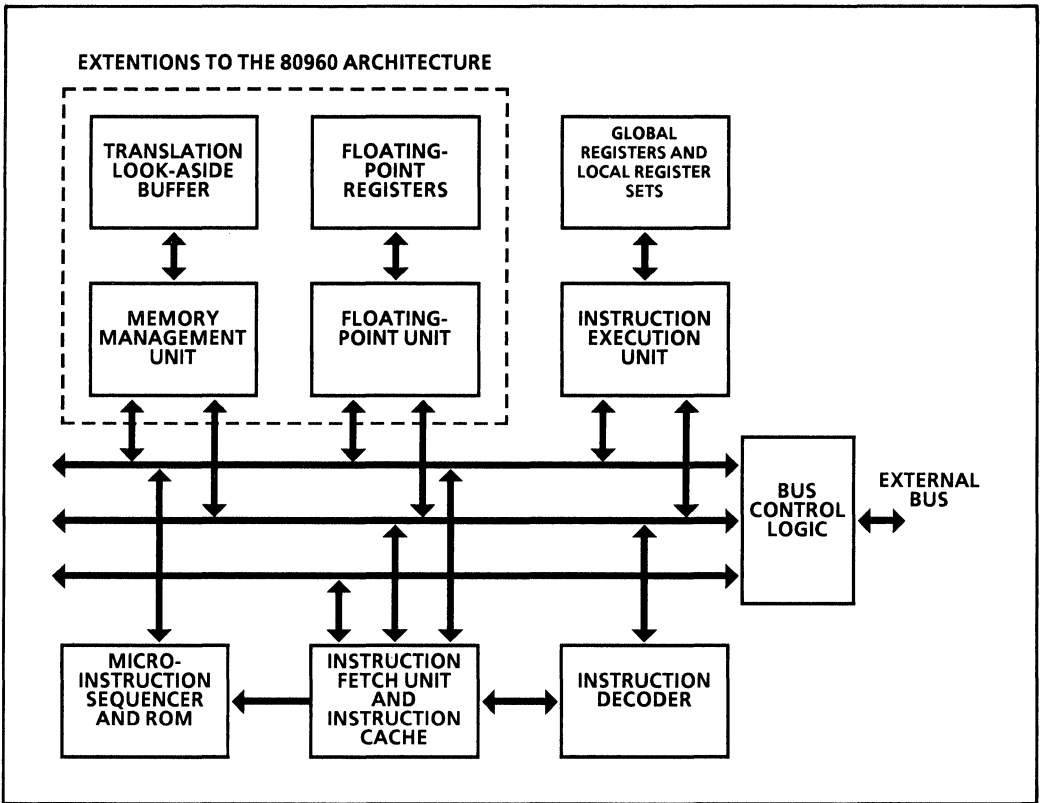 EXTENTIONS TO THE 80960 ARCHITECTURE
TRANSLATION
LOOK-ASIDE
BUFFER
FLOATING-
POINT
REGISTERS
GLOBAL
REGISTERS AND
LOCAL REGISTER
SETS
MEMORY
MANAGEMENT
UNIT
FLOATING-
POINT UNIT
INSTRUCTION
EXECUTION
UNIT
BUS
CONTROL
LOGIC
EXTERNAL
BUS
MICRO-
INSTRUCTION
SEQUENCER
AND ROM
INSTRUCTION
FETCH UNIT
AND
INSTRUCTION
CACHE
INSTRUCTION
DECODER